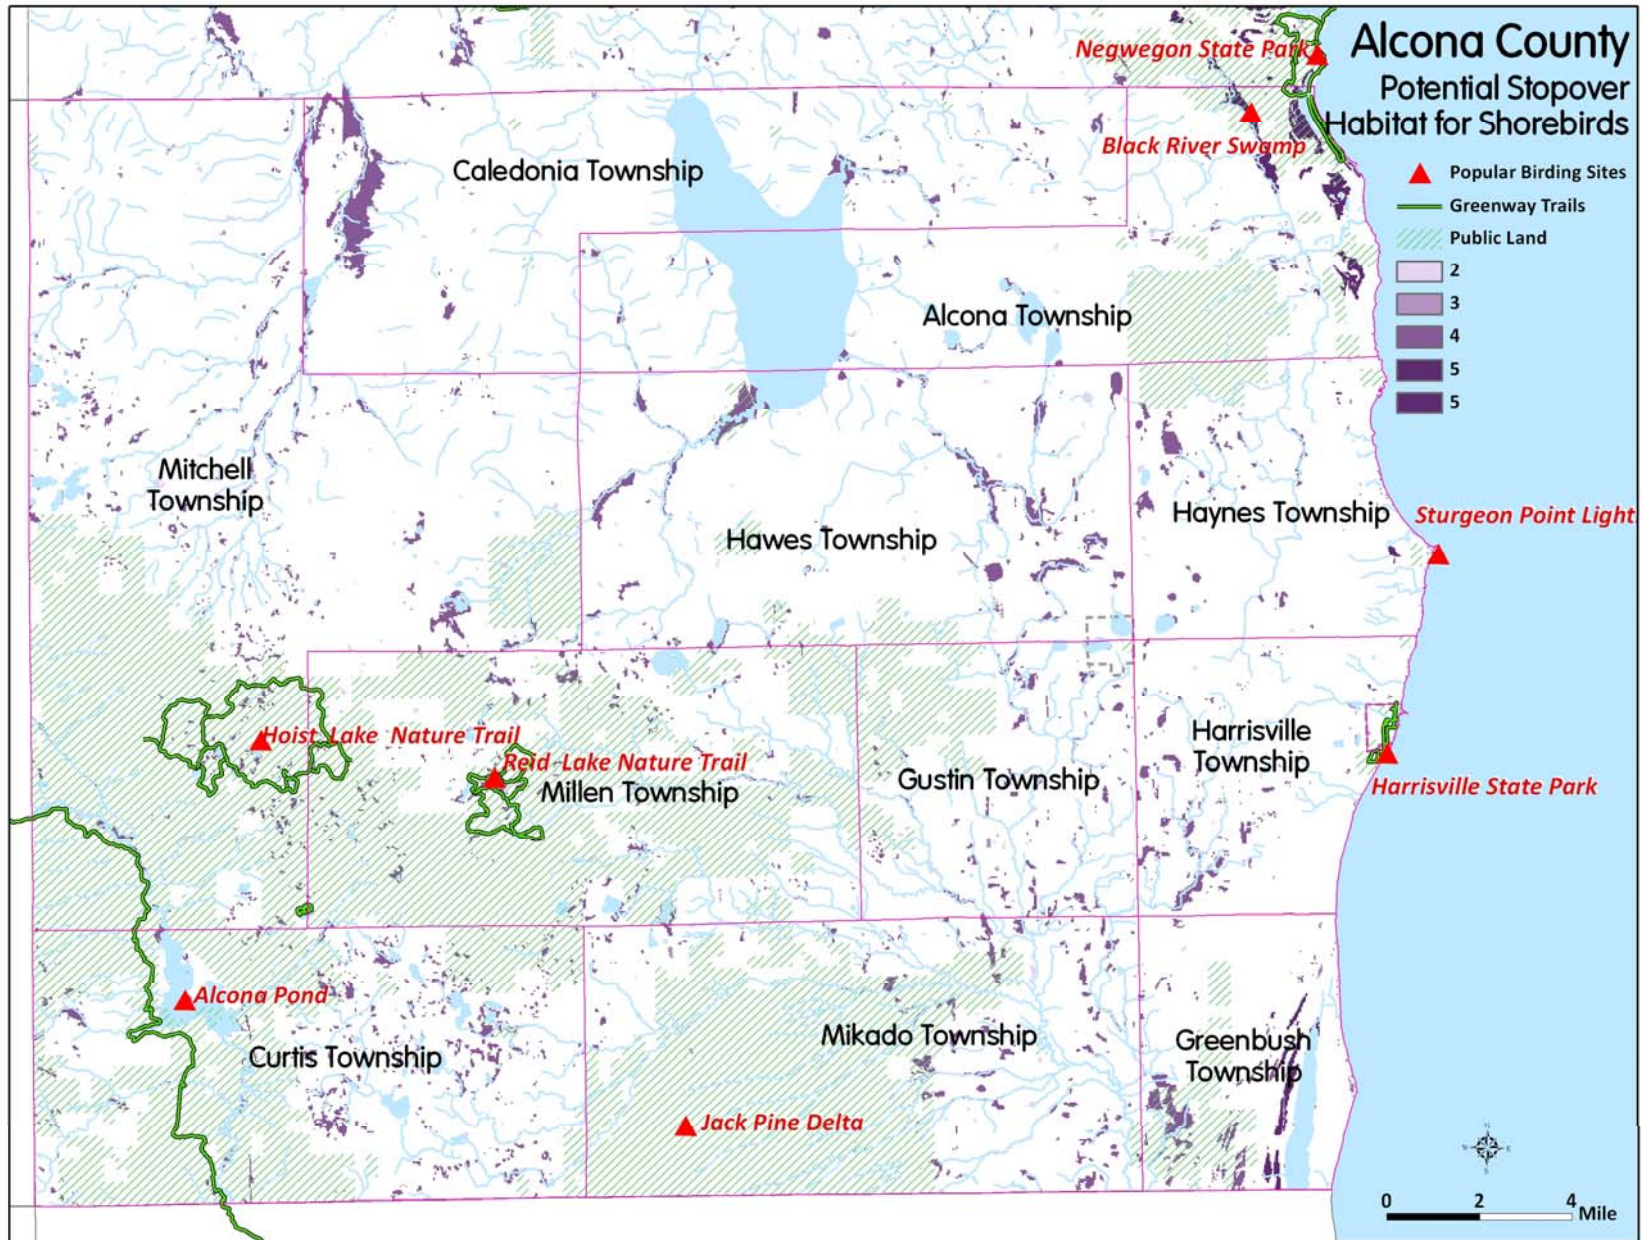 Alcona County
Potential Stopover
Habitat for Shorebirds
Popular Birding Sites
Greenway Trails
Public Land
2
3
4
5
5
Negwegon State Park
Black River Swamp
Caledonia Township
Alcona Township
Mitchell
Township
Hawes Township
Haynes Township
Sturgeon Point Light
Hoist Lake Nature Trail
Reid Lake Nature Trail
Millen Township
Gustin Township
Harrisville
Township
Harrisville State Park
Alcona Pond
Curtis Township
Mikado Township
Greenbush
Township
Jack Pine Delta
0 2 4
Mile